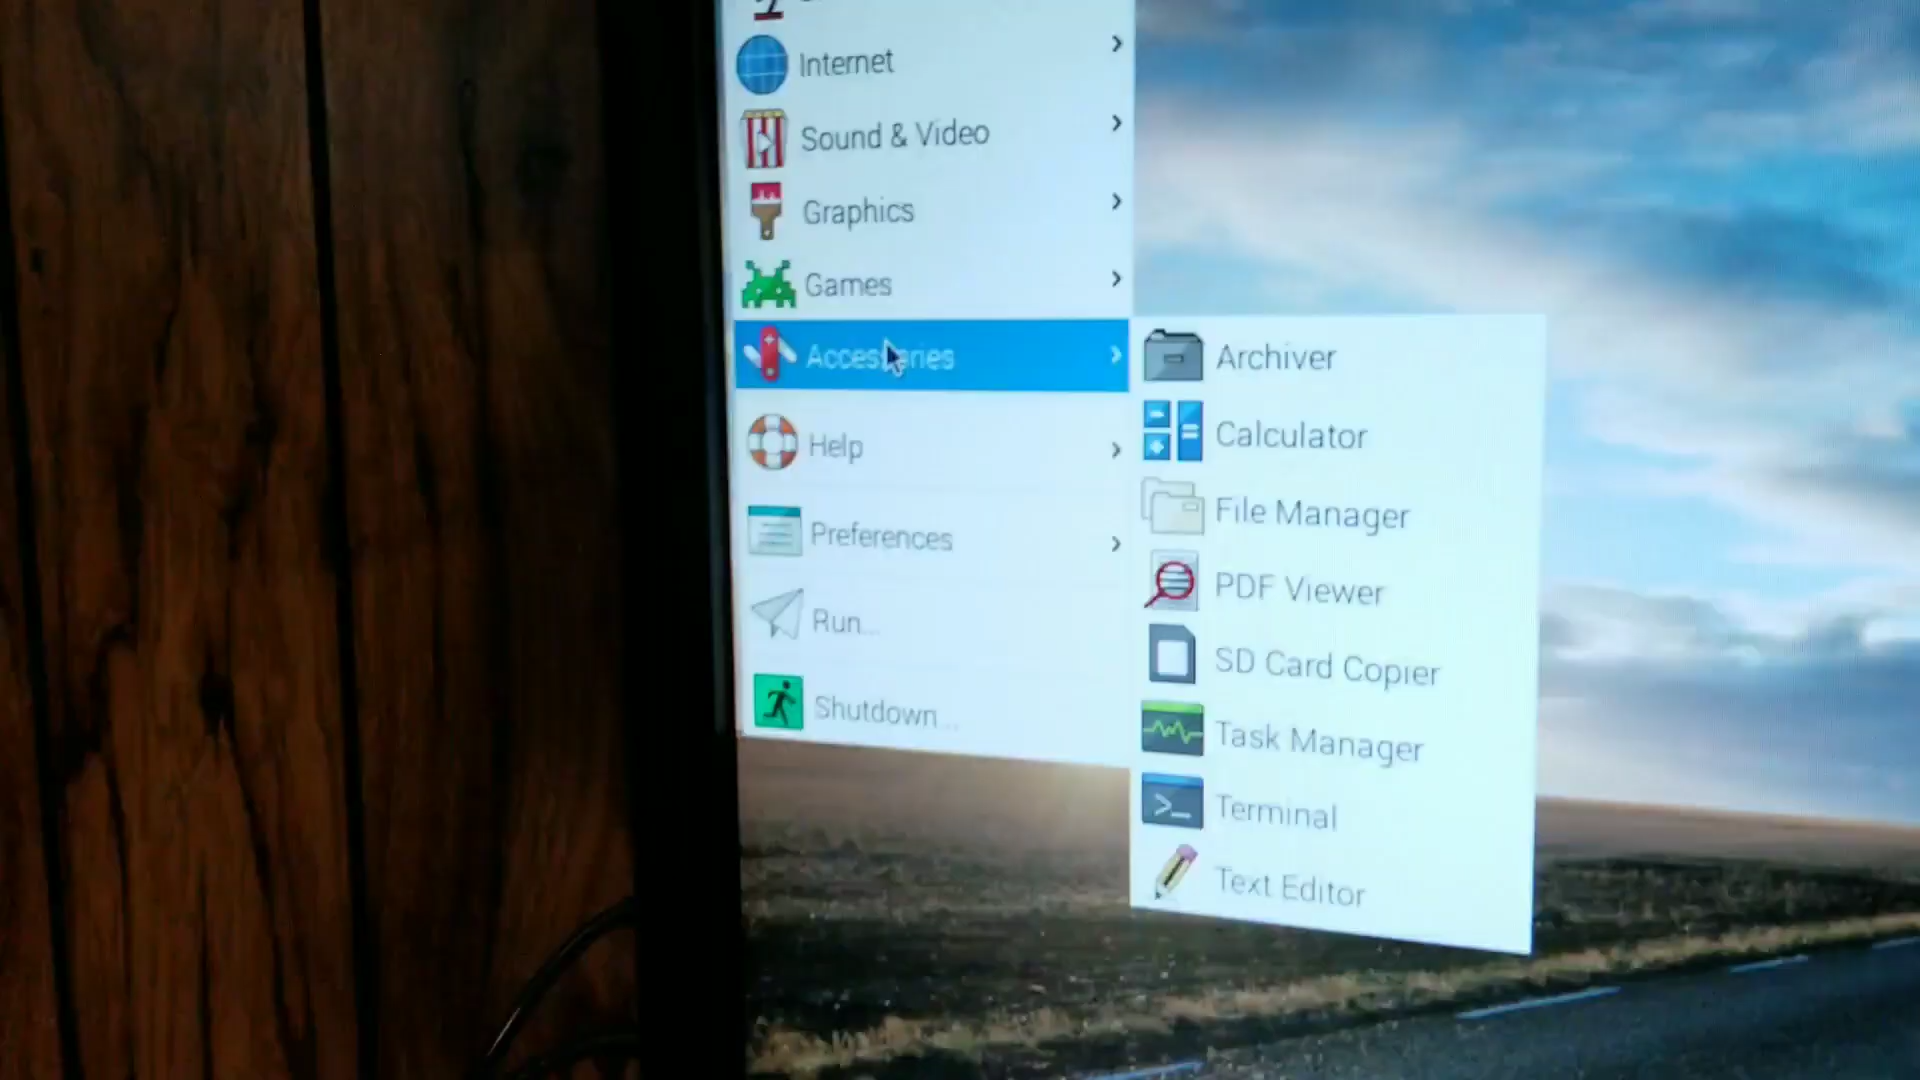 Internet
Sound & Video
Graphics
Games
Accessories
Help
Preferences
Run...
Shutdown...
Archiver
Calculator
File Manager
PDF Viewer
SD Card Copier
Task Manager
Terminal
Text Editor